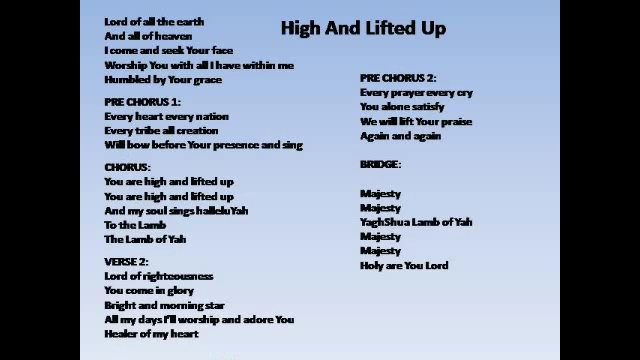 High And Lifted Up
Lord of all the earth
And all of heaven
I come and seek Your face
Worship You with all I have within me
Humbled by Your grace
PRE CHORUS 1:
Every heart every nation
Every tribe all creation
Will bow before Your presence and sing
CHORUS:
You are high and lifted up
You are high and lifted up
And my soul sings halleluYah
To the Lamb
The Lamb of Yah
VERSE 2:
Lord of righteousness
You come in glory
Bright and morning star
All my days I'll worship and adore You
Healer of my heart
PRE CHORUS 2:
Every prayer every cry
You alone satisfy
We will lift Your praise
Again and again
BRIDGE:
Majesty
Majesty
YaghShua Lamb of Yah
Majesty
Majesty
Holy are You Lord